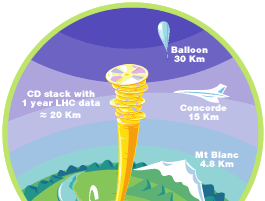 Balloon
30 Km
CD stack with
1 year LHC data
≈ 20 Km
Concorde
15 Km
Mt Blanc
4.8 Km